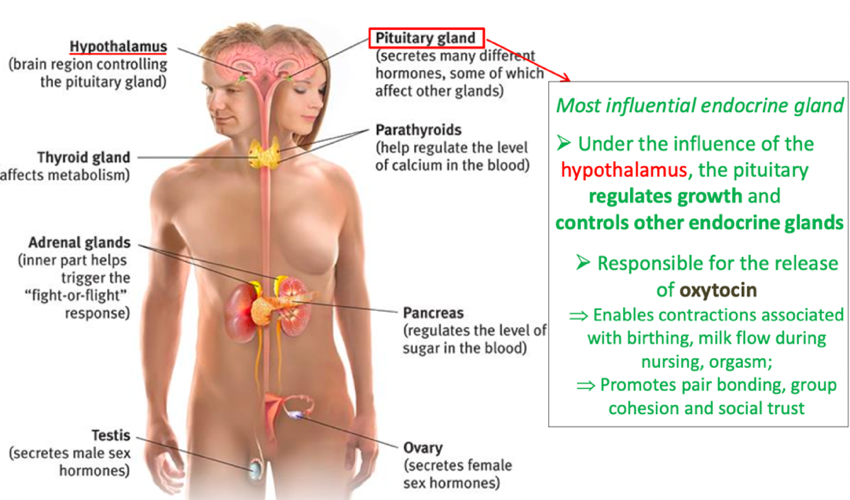 Hypothalamus
(brain region controlling
the pituitary gland)
Thyroid gland
affects metabolism)
Adrenal glands
(inner part helps
trigger the
"fight-or-flight"
response)
Testis
(secretes male sex
hormones)
Pituitary gland
(secretes many different
hormones, some of which
affect other glands)
Parathyroids
(help regulate the level
of calcium in the blood)
Pancreas
(regulates the level of
sugar in the blood)
Ovary
(secretes female
sex hormones)
Most influential endocrine gland
➢ Under the influence of the
hypothalamus, the pituitary
regulates growth and
controls other endocrine glands
➢ Responsible for the release
of oxytocin
⇒ Enables contractions associated
with birthing, milk flow during
nursing, orgasm;
⇒ Promotes pair bonding, group
cohesion and social trust